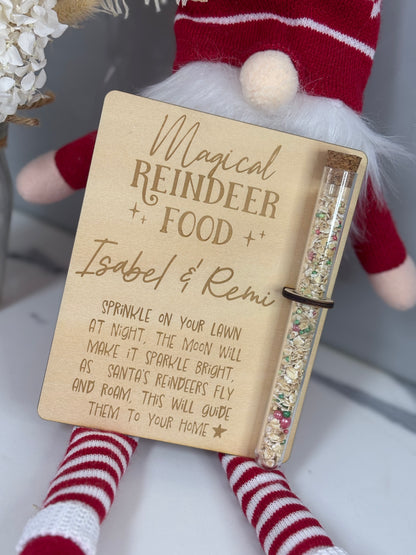 Magical
REINDEER
FOOD
Isabel & Remi
SPRINKLE ON YOUR LAWN
AT NIGHT, THE MOON WILL
MAKE IT SPARKLE BRIGHT,
AS SANTA'S REINDEERS FLY
AND ROAM, THIS WILL GUIDE
THEM TO YOUR HOME